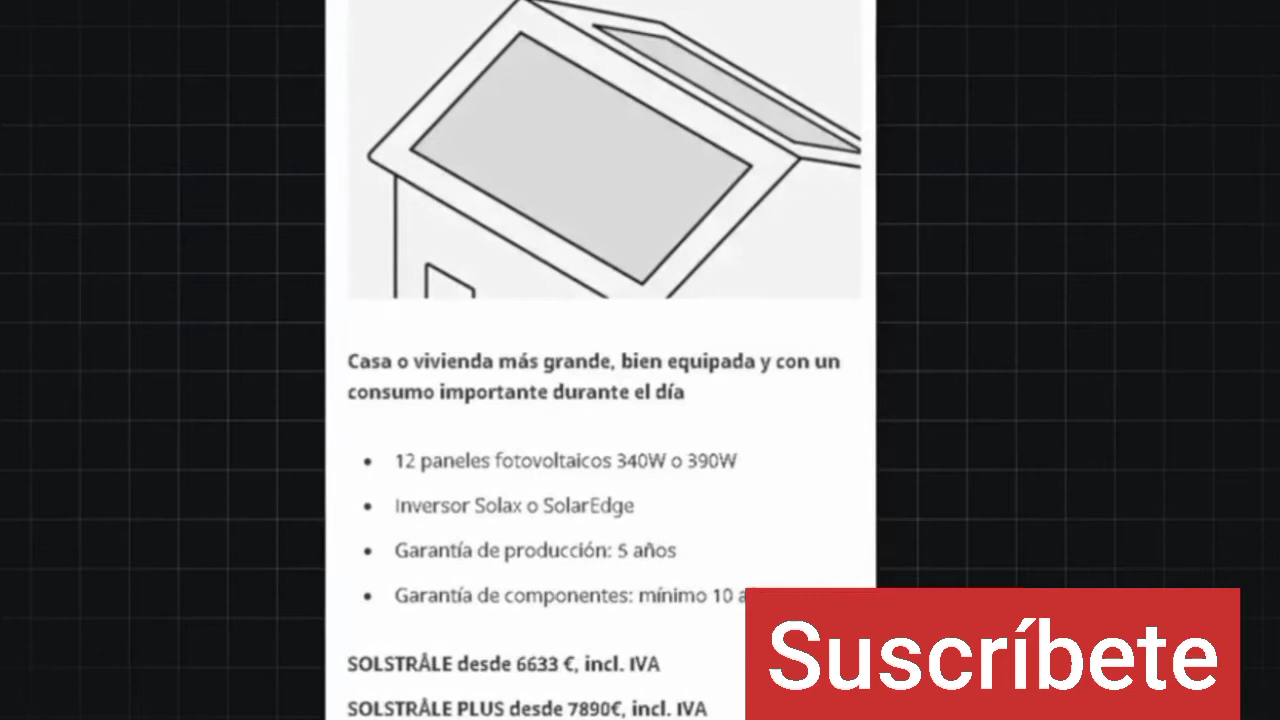 Casa o vivienda más grande, bien equipada y con un
consumo importante durante el día
• 12 paneles fotovoltaicos 340W o 390W
• Inversor Solax o SolarEdge
• Garantía de producción: 5 años
• Garantía de componentes: mínimo 10
SOLSTRÅLE desde 6633 €, incl. IVA
SOLSTRÅLE PLUS desde 7890€, incl. IVA
Suscríbete